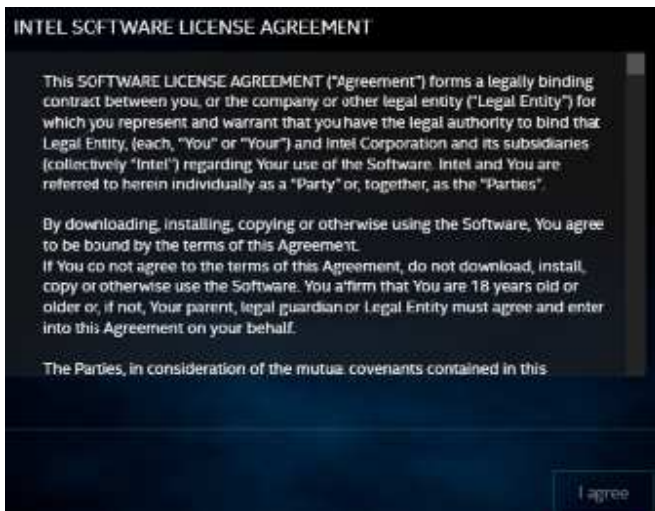 INTEL SOFTWARE LICENSE AGREEMENT
This SOFTWARE LICENSE AGREEMENT ("Agreement") forms a legally binding
contract between you, or the company or other legal entity ("Legal Entity") for
which you represent and warrant that you have the legal authority to bind that
Legal Entity, (each, "You" or "Your") and Intel Corporation and its subsidiaries
(collectively "Intel") regarding Your use of the Software. Intel and You are
referred to herein individually as a "Party" or, together, as the "Parties".
By downloading, installing, copying or otherwise using the Software, You agree
to be bound by the terms of this Agreement.
If You do not agree to the terms of this Agreement, do not download, install,
copy or otherwise use the Software. You affirm that You are 18 years old or
older or, if not, Your parent, legal guardian or Legal Entity must agree and enter
into this Agreement on your behalf.
The Parties, in consideration of the mutual covenants contained in this
I agree